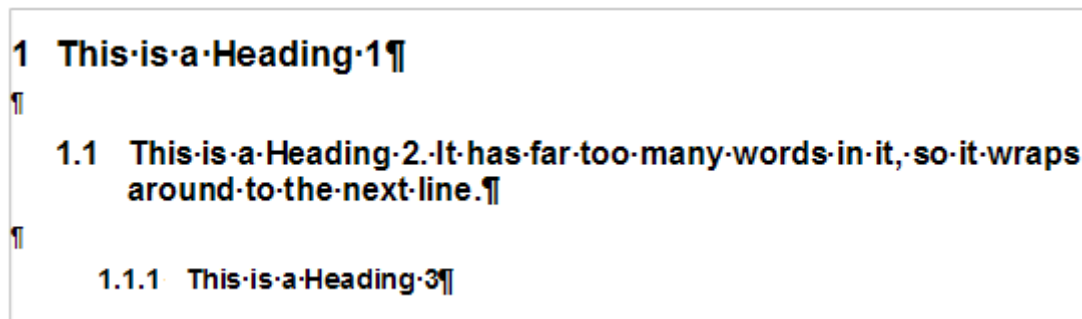 1 This·is·a·Heading·1¶
¶
1.1 This·is·a·Heading·2.·It·has·far·too·many·words·in·it,·so·it·wraps
around·to·the·next·line.¶
¶
1.1.1 This·is·a·Heading·3¶